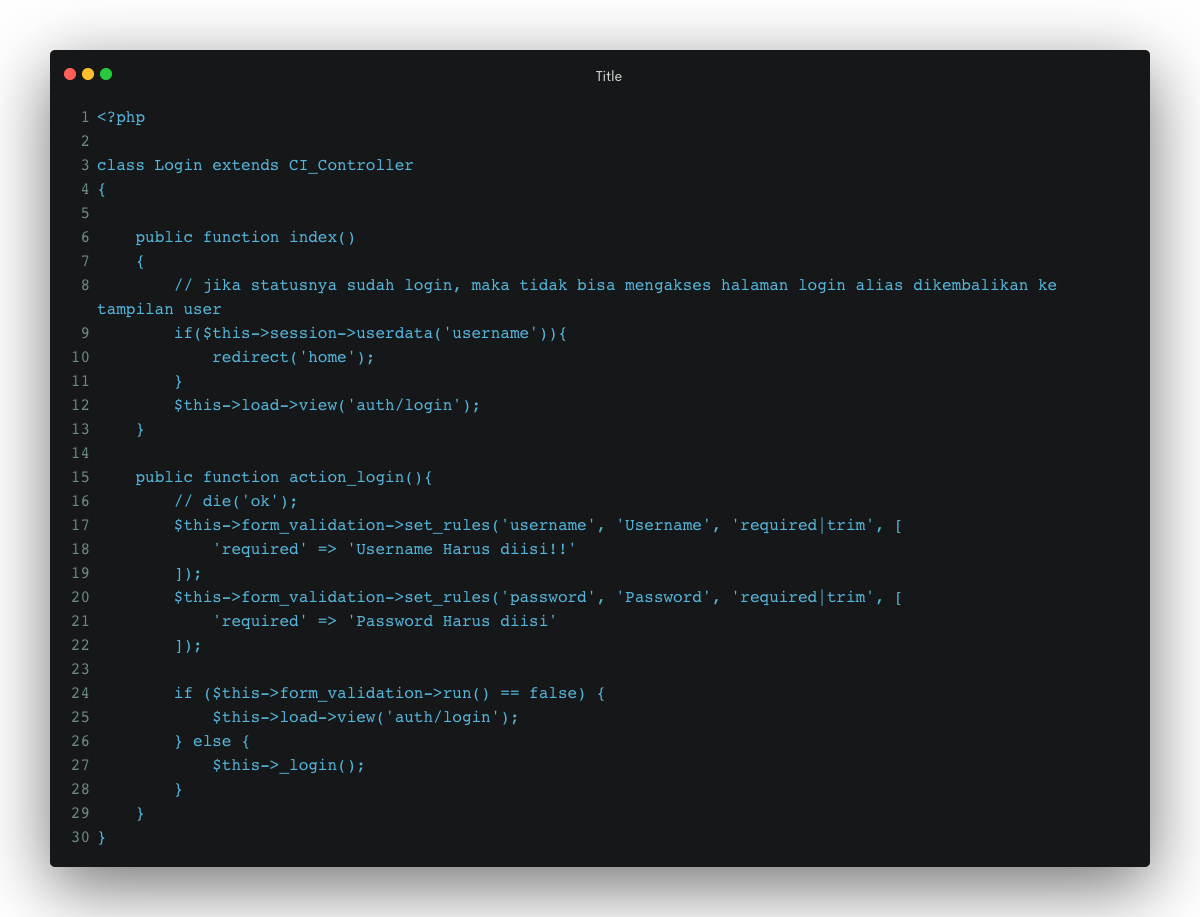 Title
1 <?php
2
3 class Login extends CI_Controller
4 {
5
6     public function index()
7     {
8         // jika statusnya sudah login, maka tidak bisa mengakses halaman login alias dikembalikan ke
tampilan user
9         if($this->session->userdata('username')){
10             redirect('home');
11         }
12         $this->load->view('auth/login');
13     }
14
15     public function action_login(){
16         // die('ok');
17         $this->form_validation->set_rules('username', 'Username', 'required|trim', [
18             'required' => 'Username Harus diisi!!'
19         ]);
20         $this->form_validation->set_rules('password', 'Password', 'required|trim', [
21             'required' => 'Password Harus diisi'
22         ]);
23
24         if ($this->form_validation->run() == false) {
25             $this->load->view('auth/login');
26         } else {
27             $this->_login();
28         }
29     }
30 }